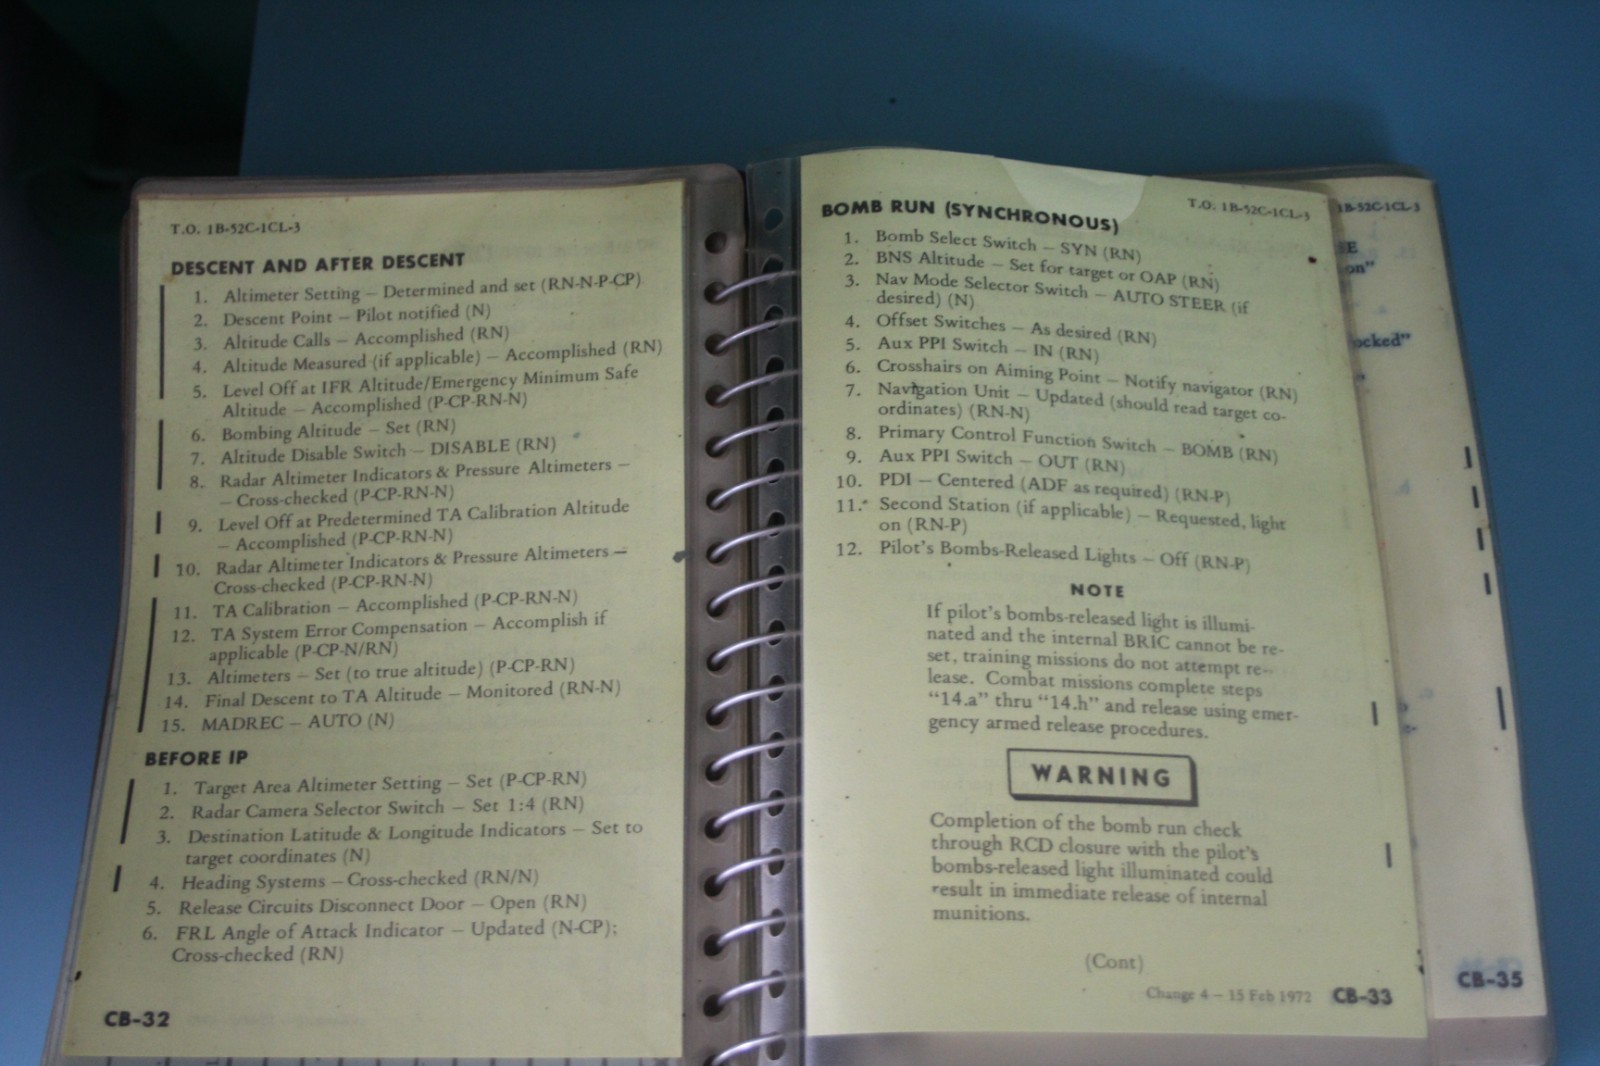 T.O. 1B-52C-1CL-3
DESCENT AND AFTER DESCENT
1. Altimeter Setting – Determined and set (RN-N-P-CP)
2. Descent Point – Pilot notified (N)
3. Altitude Calls – Accomplished (RN)
4. Altitude Measured (if applicable) – Accomplished (RN)
5. Level Off at IFR Altitude/Emergency Minimum Safe
Altitude – Accomplished (P-CP-RN-N)
6. Bombing Altitude – Set (RN)
7. Altitude Disable Switch – DISABLE (RN)
8. Radar Altimeter Indicators & Pressure Altimeters –
– Cross-checked (P-CP-RN-N)
9. Level Off at Predetermined TA Calibration Altitude
– Accomplished (P-CP-RN-N)
10. Radar Altimeter Indicators & Pressure Altimeters –
Cross-checked (P-CP-RN-N)
11. TA Calibration – Accomplished (P-CP-RN-N)
12. TA System Error Compensation – Accomplish if
applicable (P-CP-N/RN)
13. Altimeters – Set (to true altitude) (P-CP-RN)
14. Final Descent to TA Altitude – Monitored (RN-N)
15. MADREC – AUTO (N)
BEFORE IP
1. Target Area Altimeter Setting – Set (P-CP-RN)
2. Radar Camera Selector Switch – Set 1:4 (RN)
3. Destination Latitude & Longitude Indicators – Set to
target coordinates (N)
4. Heading Systems – Cross-checked (RN/N)
5. Release Circuits Disconnect Door – Open (RN)
6. FRL Angle of Attack Indicator – Updated (N-CP);
Cross-checked (RN)
CB-32
T.O. 1B-52C-1CL-3
BOMB RUN (SYNCHRONOUS)
1. Bomb Select Switch – SYN (RN)
2. BNS Altitude – Set for target or OAP (RN)
3. Nav Mode Selector Switch – AUTO STEER (if
desired) (N)
4. Offset Switches – As desired (RN)
5. Aux PPI Switch – IN (RN)
6. Crosshairs on Aiming Point – Notify navigator (RN)
7. Navigation Unit – Updated (should read target co-
ordinates) (RN-N)
8. Primary Control Function Switch – BOMB (RN)
9. Aux PPI Switch – OUT (RN)
10. PDI – Centered (ADF as required) (RN-P)
11. Second Station (if applicable) – Requested, light
on (RN-P)
12. Pilot's Bombs-Released Lights – Off (RN-P)
NOTE
If pilot's bombs-released light is illumi-
nated and the internal BRIC cannot be re-
set, training missions do not attempt re-
lease. Combat missions complete steps
"14.a" thru "14.h" and release using emer-
gency armed release procedures.
WARNING
Completion of the bomb run check
through RCD closure with the pilot's
bombs-released light illuminated could
result in immediate release of internal
munitions.
(Cont)
Change 4 – 15 Feb 1972 CB-33
1B-52C-1CL-3
SE
on"
ocked"
CB-35